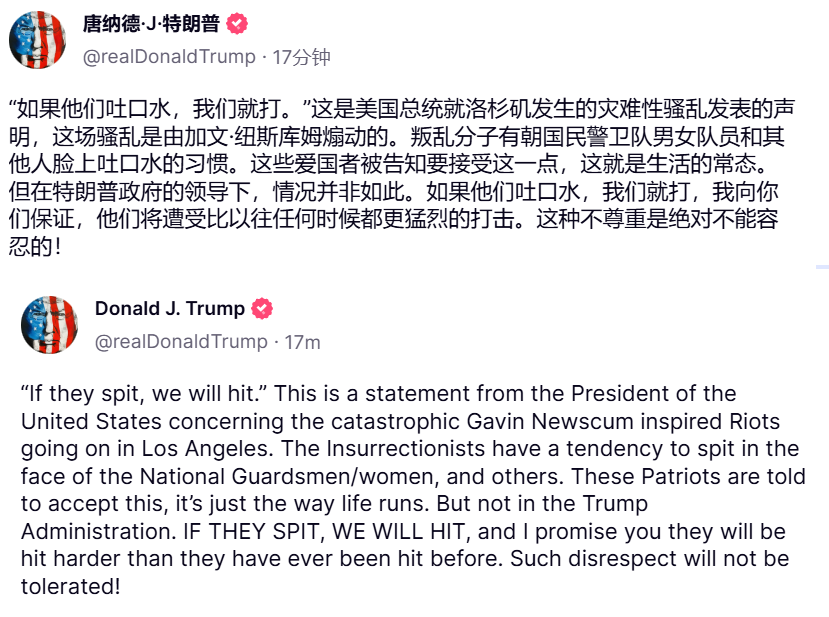 唐纳德·J·特朗普
@realDonaldTrump · 17分钟
“如果他们吐口水，我们就打。”这是美国总统就洛杉矶发生的灾难性骚乱发表的声
明，这场骚乱是由加文·纽斯库姆煽动的。叛乱分子有朝国民警卫队男女队员和其
他人脸上吐口水的习惯。这些爱国者被告知要接受这一点，这就是生活的常态。
但在特朗普政府的领导下，情况并非如此。如果他们吐口水，我们就打，我向你
们保证，他们将遭受比以往任何时候都更猛烈的打击。这种不尊重是绝对不能容
忍的！
Donald J. Trump
@realDonaldTrump · 17m
“If they spit, we will hit.” This is a statement from the President of the
United States concerning the catastrophic Gavin Newscum inspired Riots
going on in Los Angeles. The Insurrectionists have a tendency to spit in the
face of the National Guardsmen/women, and others. These Patriots are told
to accept this, it’s just the way life runs. But not in the Trump
Administration. IF THEY SPIT, WE WILL HIT, and I promise you they will be
hit harder than they have ever been hit before. Such disrespect will not be
tolerated!